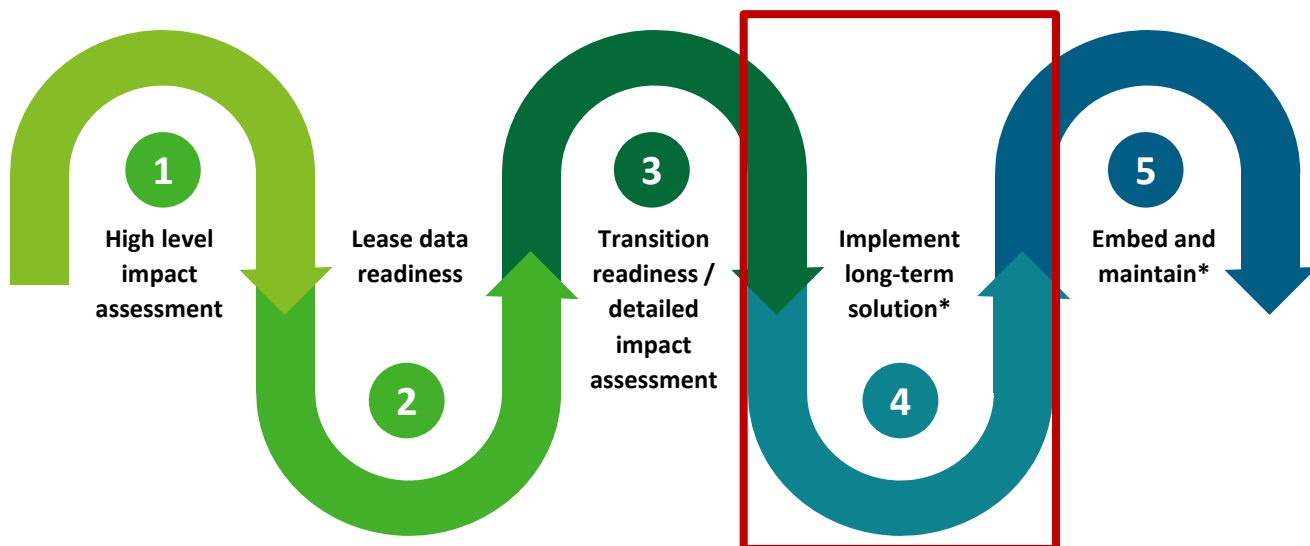 1
High level
impact
assessment
2
Lease data
readiness
3
Transition
readiness /
detailed
impact
assessment
4
Implement
long-term
solution*
5
Embed and
maintain*